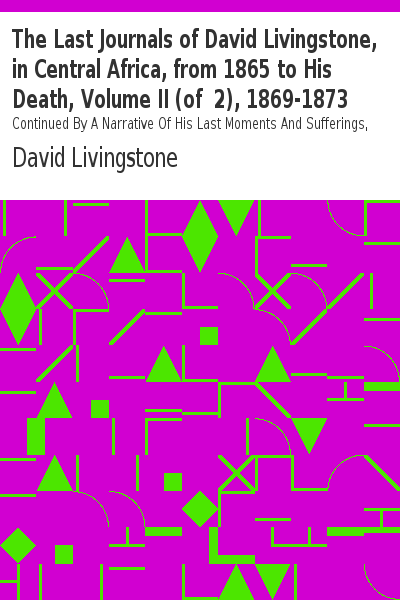 The Last Journals of David Livingstone,
in Central Africa, from 1865 to His
Death, Volume II (of  2), 1869-1873
Continued By A Narrative Of His Last Moments And Sufferings,
David Livingstone